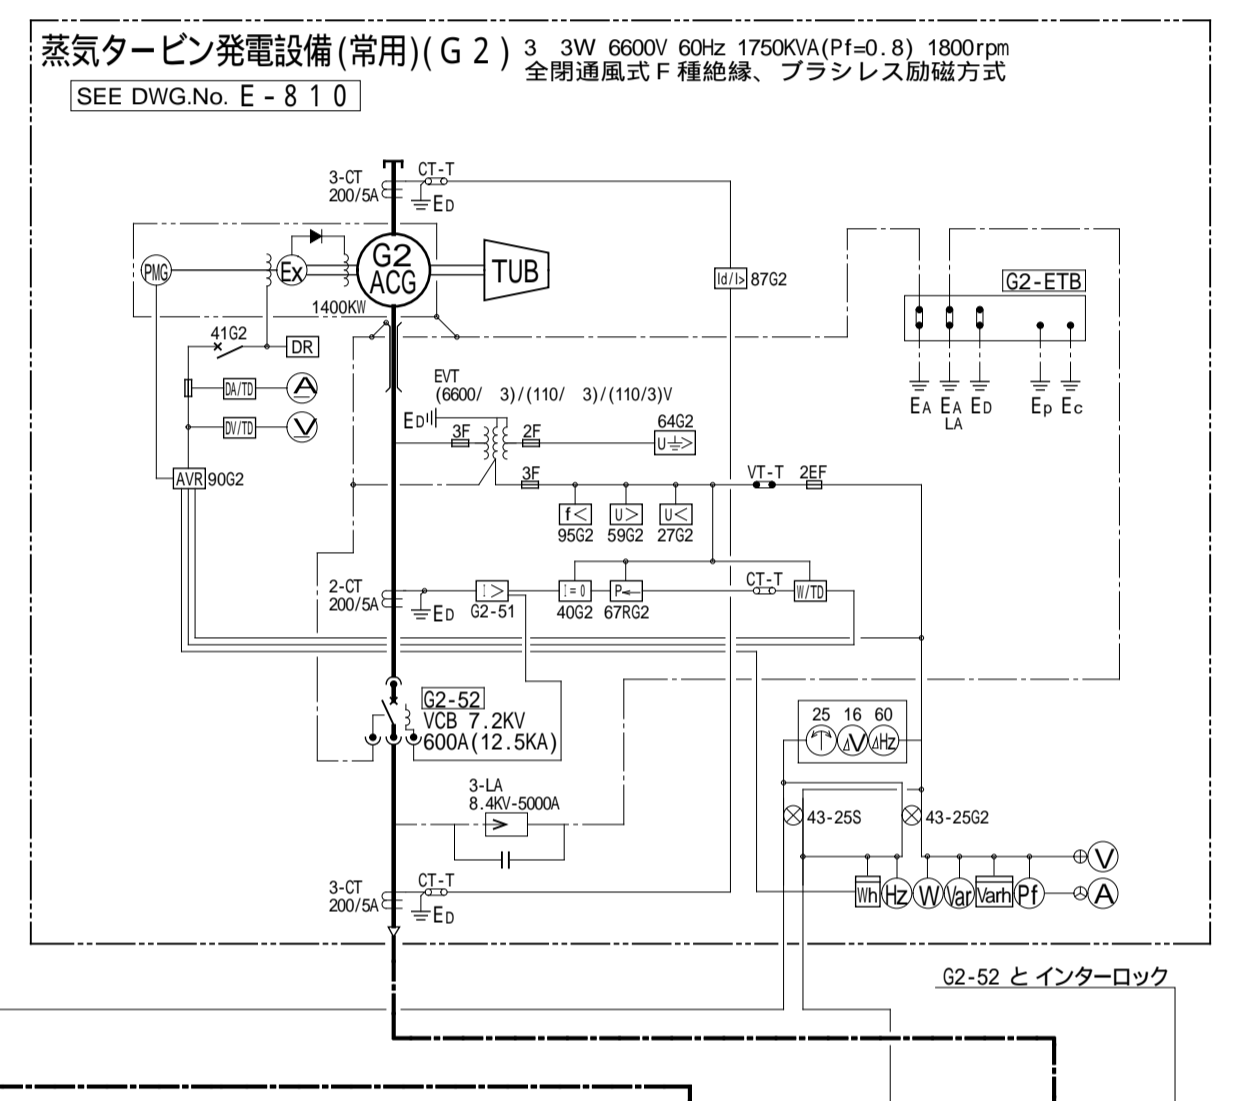 蒸気タービン発電設備(常用)(G2)
3 3W 6600V 60Hz 1750KVA(Pf=0.8) 1800rpm
全閉通風式F種絶縁、ブラシレス励磁方式
SEE DWG.No. E-810
3-CT
200/5A
CT-T
ED
PMG
Ex
G2
ACG
TUB
1400KW
Id/I>
87G2
G2-ETB
EA
EA
LA
ED
Ep
Ec
41G2
DR
DA/TD
A
DV/TD
V
AVR
90G2
EVT
(6600/ 3)/(110/ 3)/(110/3)V
ED
3F
2F
64G2
U>
3F
VT-T
2EF
f<
U>
U<
95G2
59G2
27G2
2-CT
200/5A
ED
I>
G2-51
I=0
40G2
P
67RG2
CT-T
W/TD
G2-52
VCB 7.2KV
600A(12.5KA)
25
16
60
ΔV
ΔHz
3-LA
8.4KV-5000A
43-25S
43-25G2
V
Wh
Hz
W
Var
Varh
Pf
A
3-CT
200/5A
CT-T
ED
G2-52 とインターロック